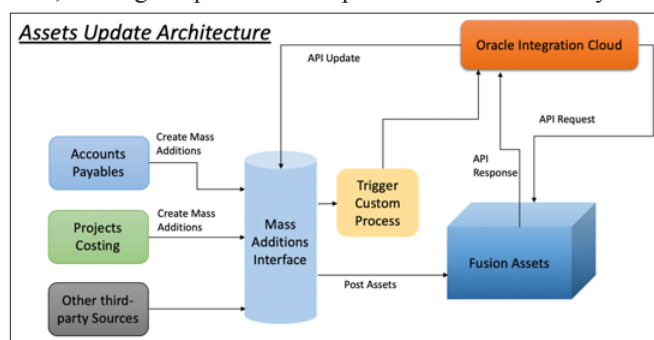 Assets Update Architecture
Oracle Integration Cloud
API Update
Create Mass
Additions
Accounts
Payables
API Request
API
Response
Trigger
Custom
Process
Create Mass
Additions
Projects
Costing
Mass
Additions
Interface
Fusion Assets
Post Assets
Other third-
party Sources